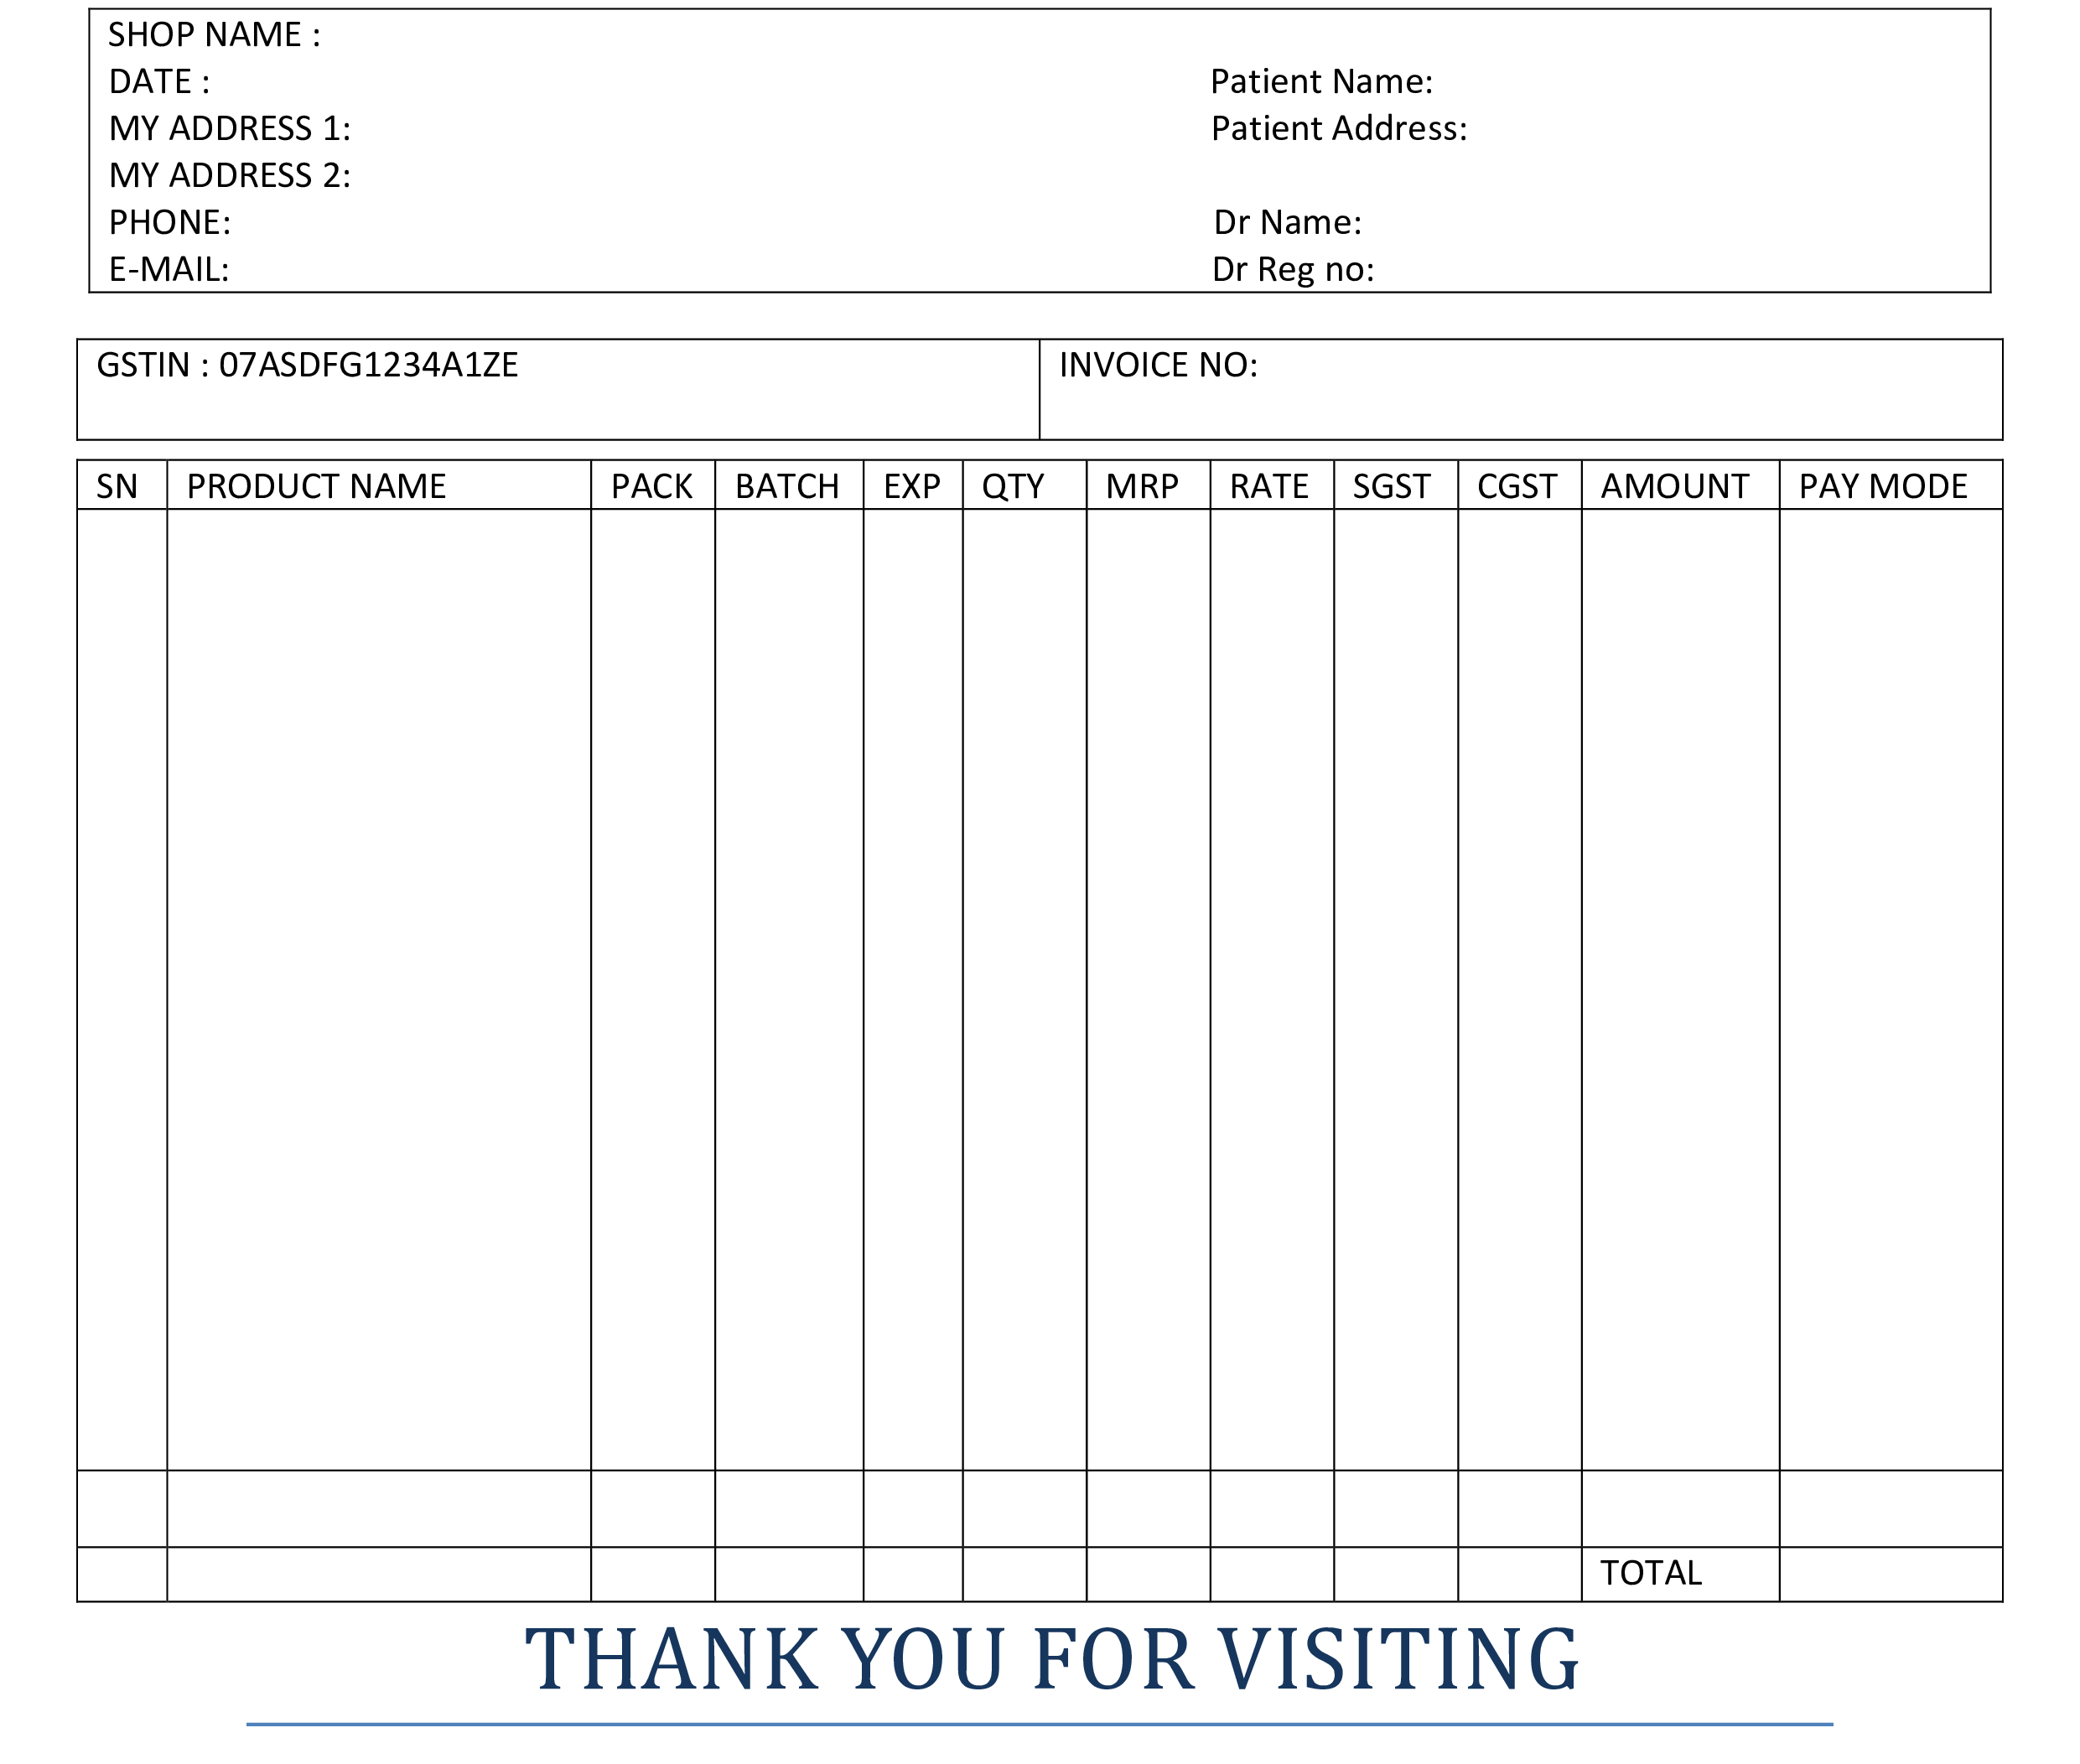 SHOP NAME :
DATE :
Patient Name:
MY ADDRESS 1:
Patient Address:
MY ADDRESS 2:
PHONE:
Dr Name:
E-MAIL:
Dr Reg no:
GSTIN : 07ASDFG1234A1ZE
INVOICE NO:
SN PRODUCT NAME PACK BATCH EXP QTY MRP RATE SGST CGST AMOUNT PAY MODE
TOTAL
THANK YOU FOR VISITING